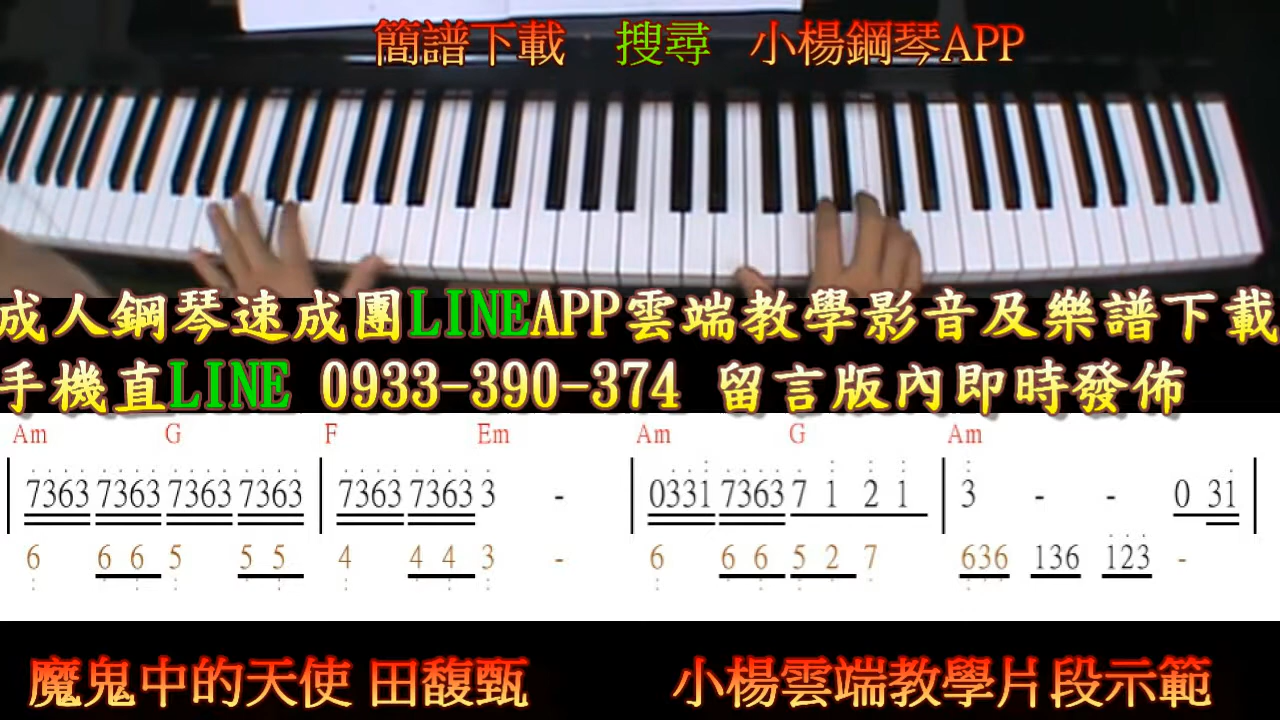 簡譜下載 搜尋 小楊鋼琴APP
成人鋼琴速成團LINEAPP雲端教學影音及樂譜下載
手機直LINE 0933-390-374 留言版內即時發佈
Am G F Em Am G Am
7363 7363 7363 7363 7363 7363 3 - 0331 7363 7 1 2 1 3 - - 0 31
6 6 6 5 5 5 4 4 4 3 - 6 6 6 5 2 7 636 136 123 -
魔鬼中的天使 田馥甄 小楊雲端教學片段示範